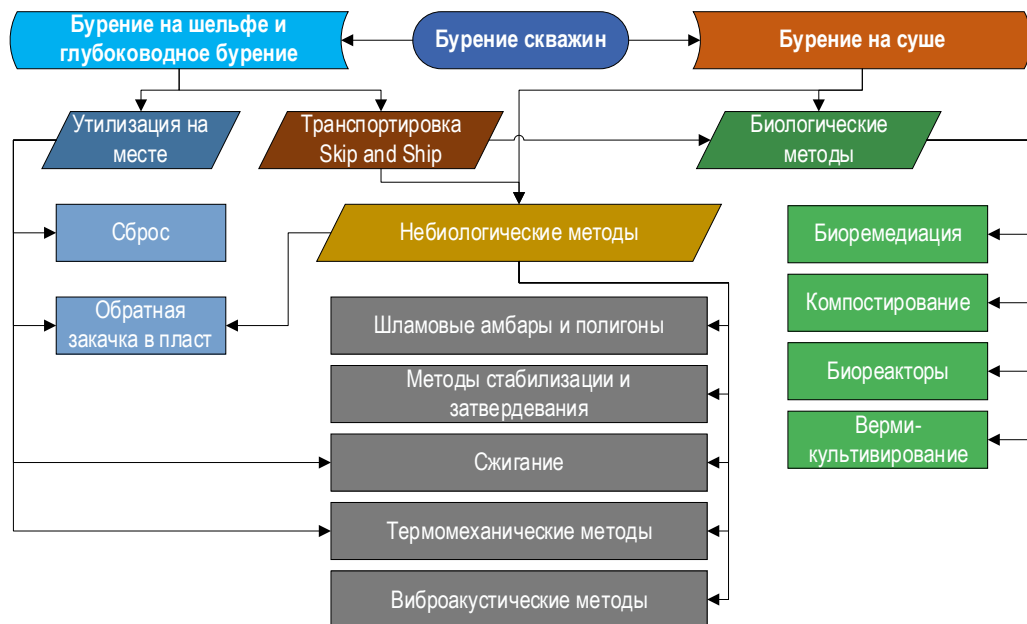 Бурение на шельфе и
глубоководное бурение
Бурение скважин
Бурение на суше
Утилизация на
месте
Транспортировка
Skip and Ship
Биологические
методы
Сброс
Небиологические методы
Биоремедиация
Обратная
закачка в пласт
Шламовые амбары и полигоны
Компостирование
Методы стабилизации и
затвердевания
Биореакторы
Сжигание
Верми-
культивирование
Термомеханические методы
Виброакустические методы